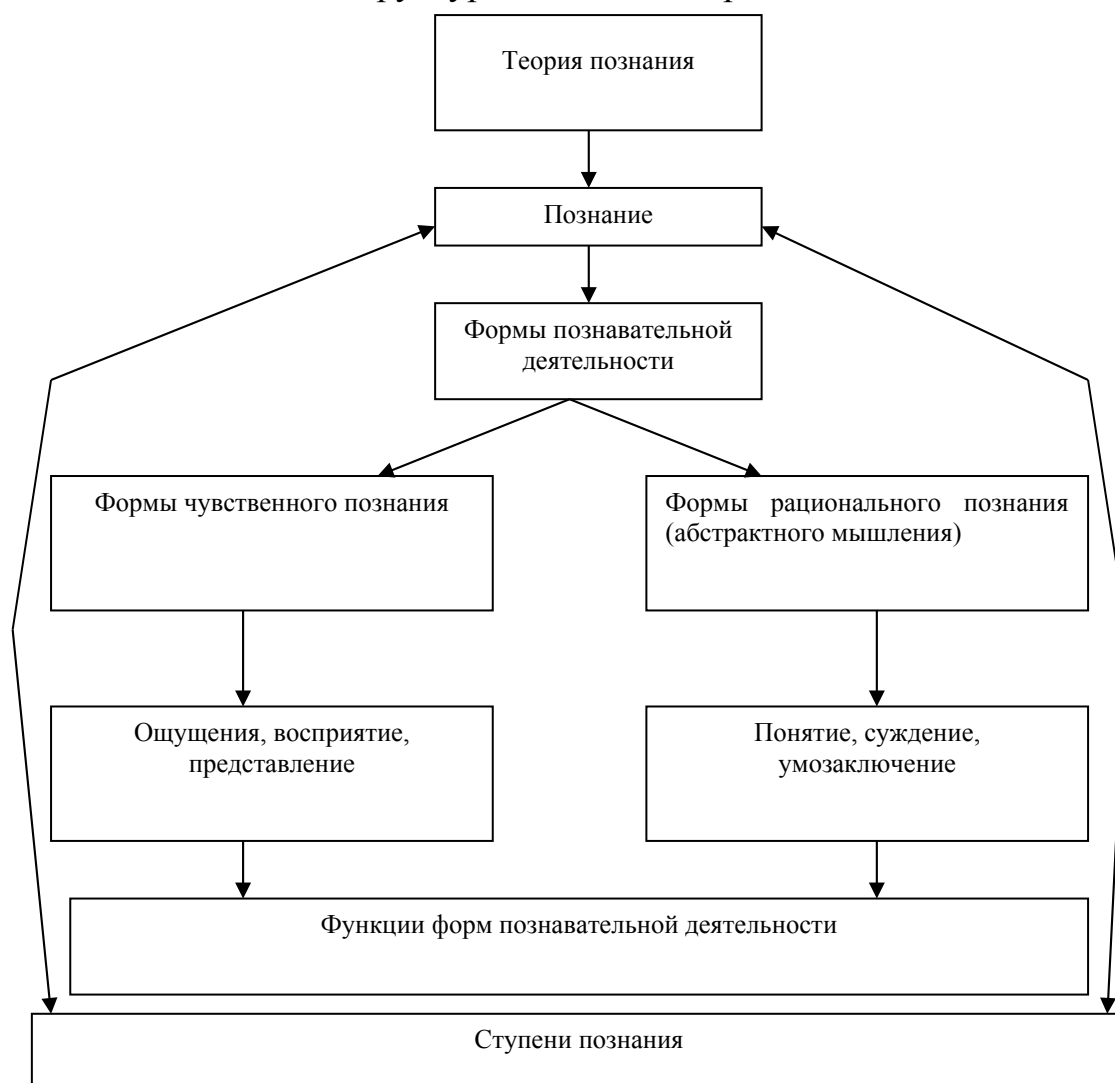 Теория познания
Познание
Формы познавательной
деятельности
Формы чувственного познания
Формы рационального познания
(абстрактного мышления)
Ощущения, восприятие,
представление
Понятие, суждение,
умозаключение
Функции форм познавательной деятельности
Ступени познания